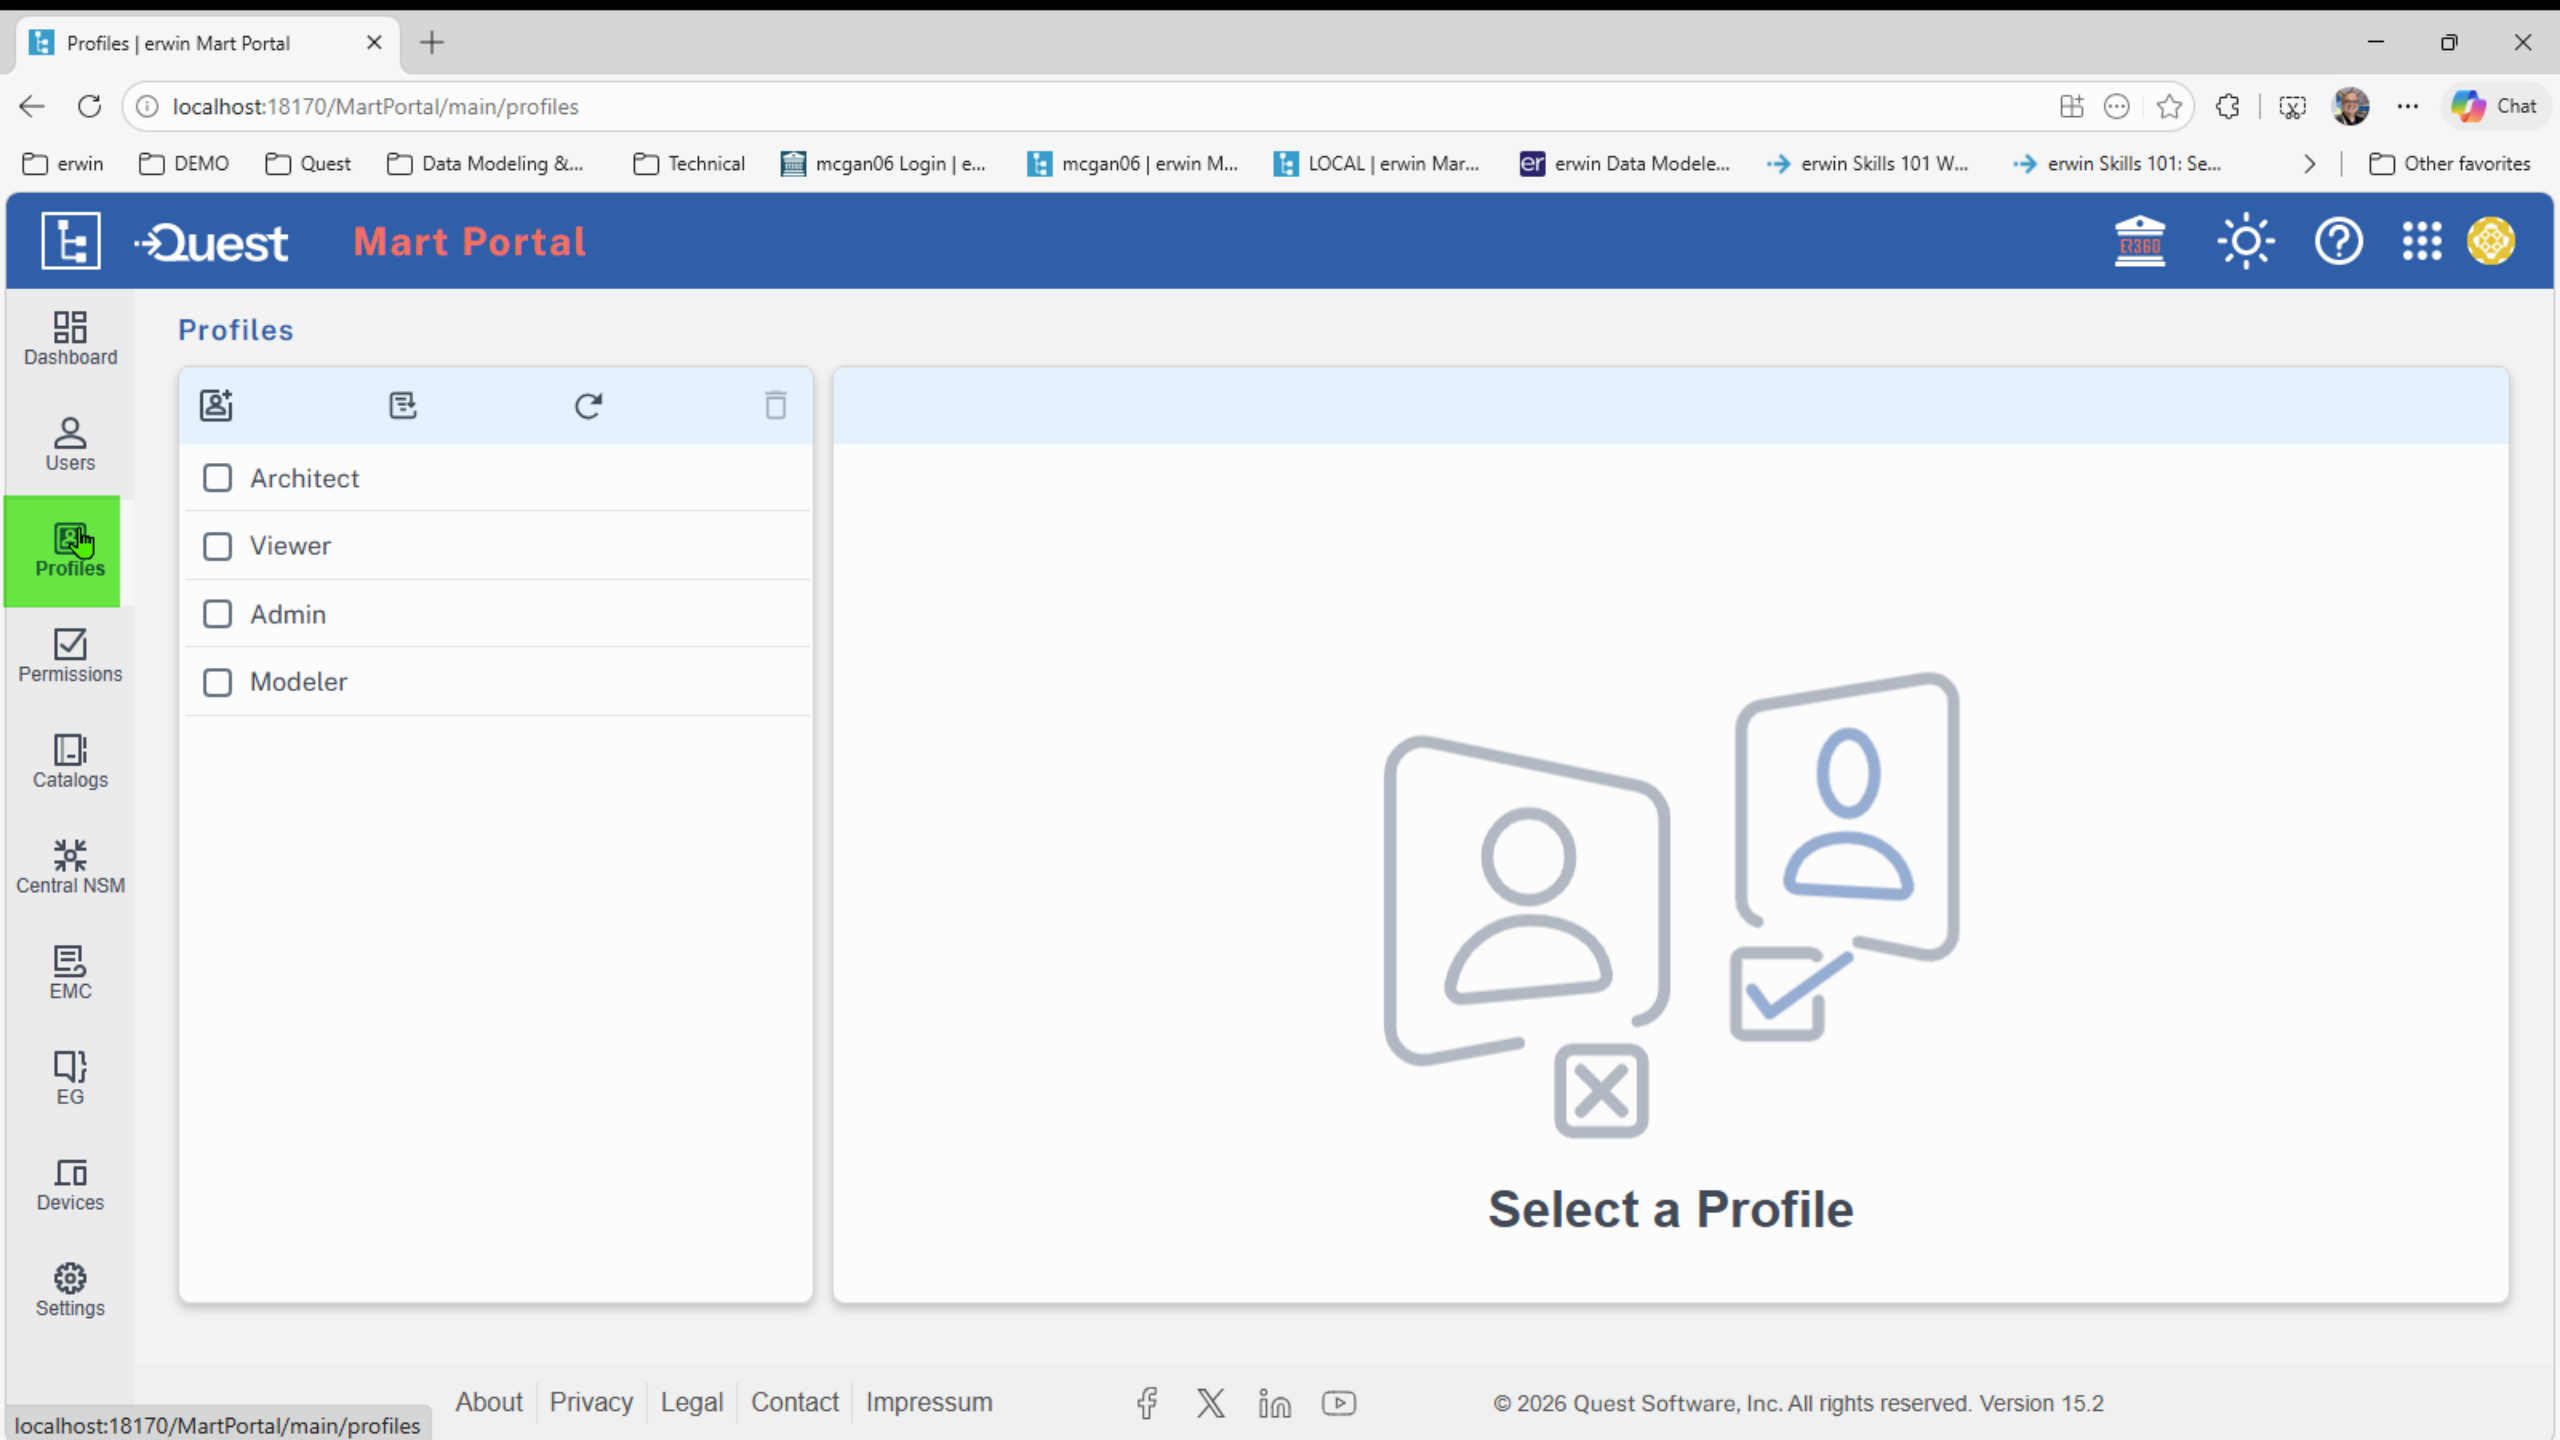 Profiles | erwin Mart Portal
localhost:18170/MartPortal/main/profiles
Chat
erwin
DEMO
Quest
Data Modeling &...
Technical
mcgan06 Login | e...
mcgan06 | erwin M...
LOCAL | erwin Mar...
er
erwin Data Modele...
erwin Skills 101 W...
erwin Skills 101: Se...
Other favorites
Quest
Mart Portal
ER360
Dashboard
Users
Profiles
Permissions
Catalogs
Central NSM
EMC
EG
Devices
Settings
Profiles
Architect
Viewer
Admin
Modeler
Select a Profile
About
Privacy
Legal
Contact
Impressum
© 2026 Quest Software, Inc. All rights reserved. Version 15.2
localhost:18170/MartPortal/main/profiles